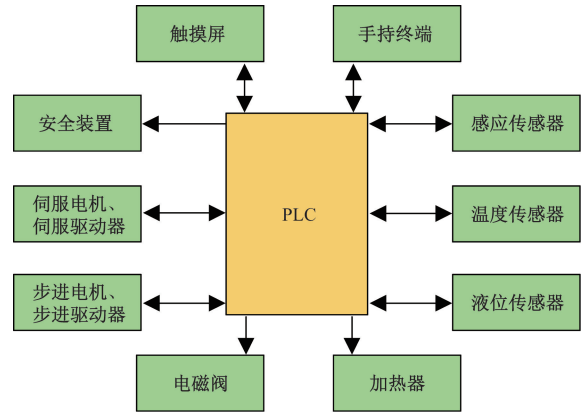 触摸屏
手持终端
安全装置
感应传感器
伺服电机、
伺服驱动器
PLC
温度传感器
步进电机、
步进驱动器
液位传感器
电磁阀
加热器